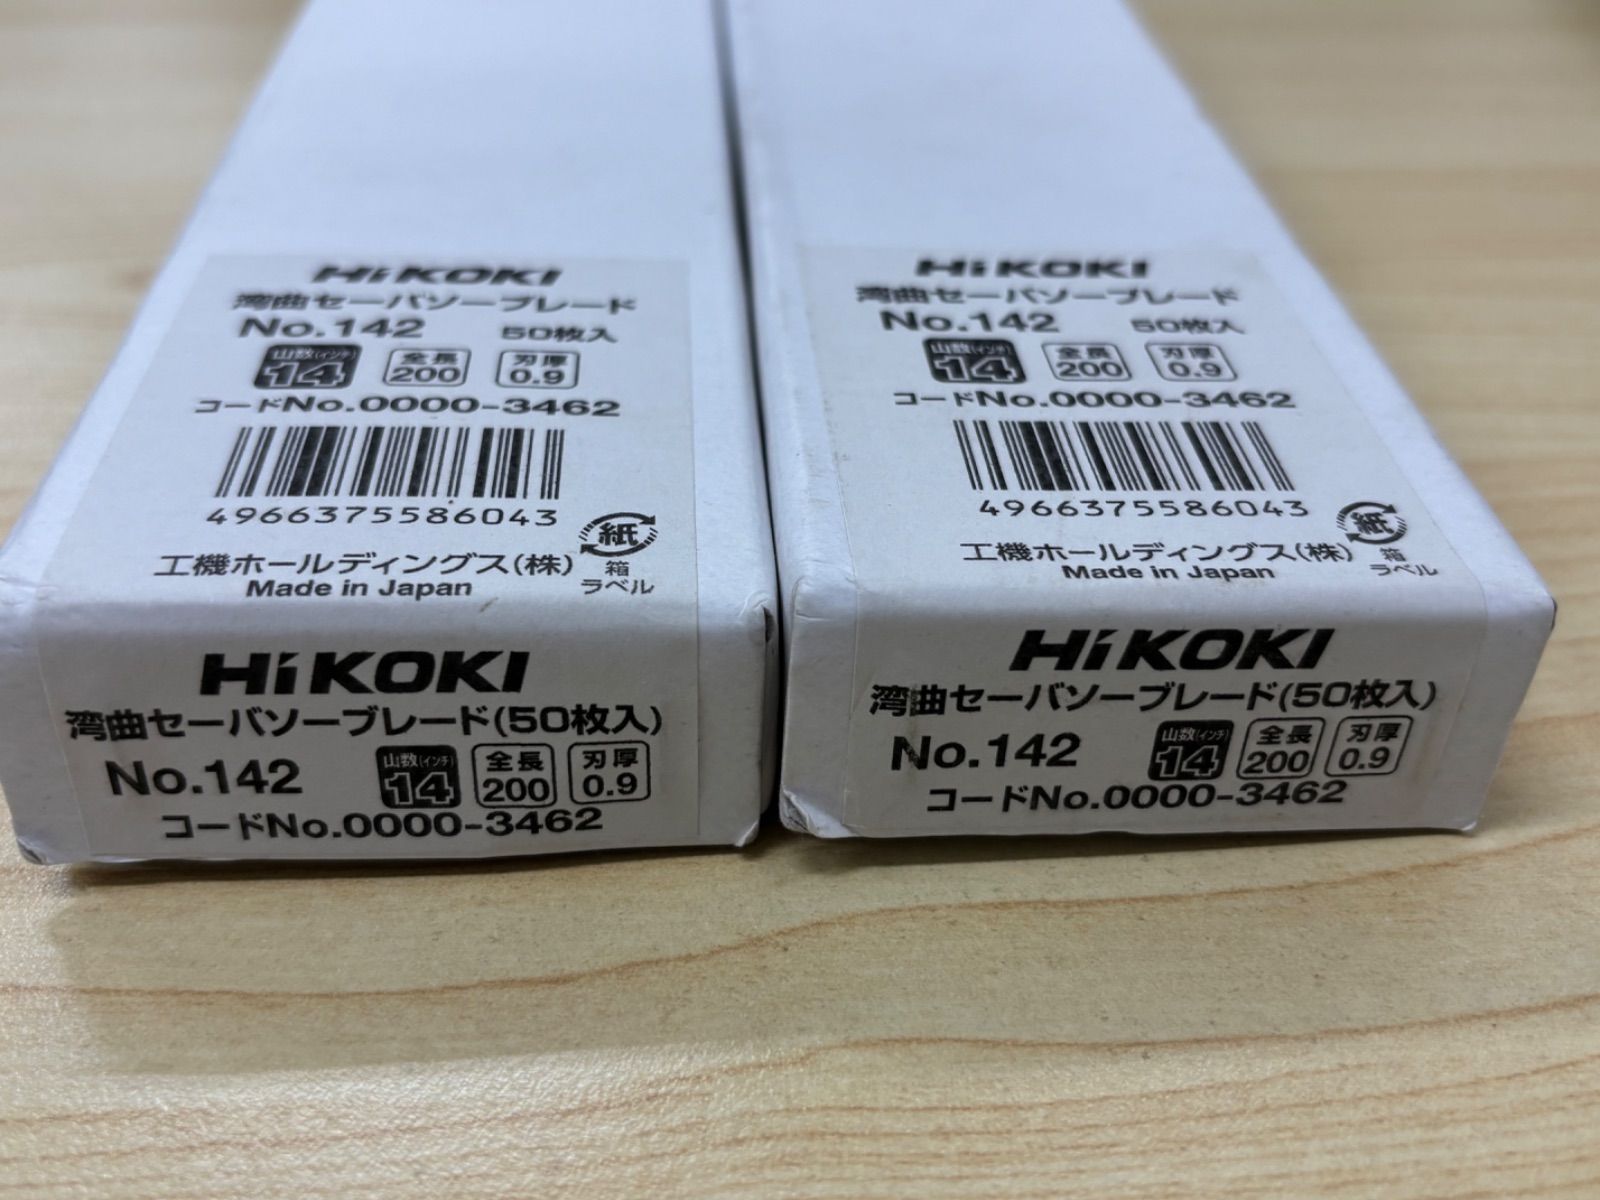 HiKOKI
湾曲セーバソーブレード
No.142 50枚入
山数(インチ) 14 全長 200 刃厚 0.9
コードNo.0000-3462
4966375586043
紙
箱
ラベル
工機ホールディングス(株)
Made in Japan
HiKOKI
湾曲セーバソーブレード(50枚入)
No.142 山数(インチ) 14 全長 200 刃厚 0.9
コードNo.0000-3462
HiKOKI
湾曲セーバソーブレード
No.142 50枚入
山数(インチ) 14 全長 200 刃厚 0.9
コードNo.0000-3462
4966375586043
紙
箱
ラベル
工機ホールディングス(株)
Made in Japan
HiKOKI
湾曲セーバソーブレード(50枚入)
No.142 山数(インチ) 14 全長 200 刃厚 0.9
コードNo.0000-3462